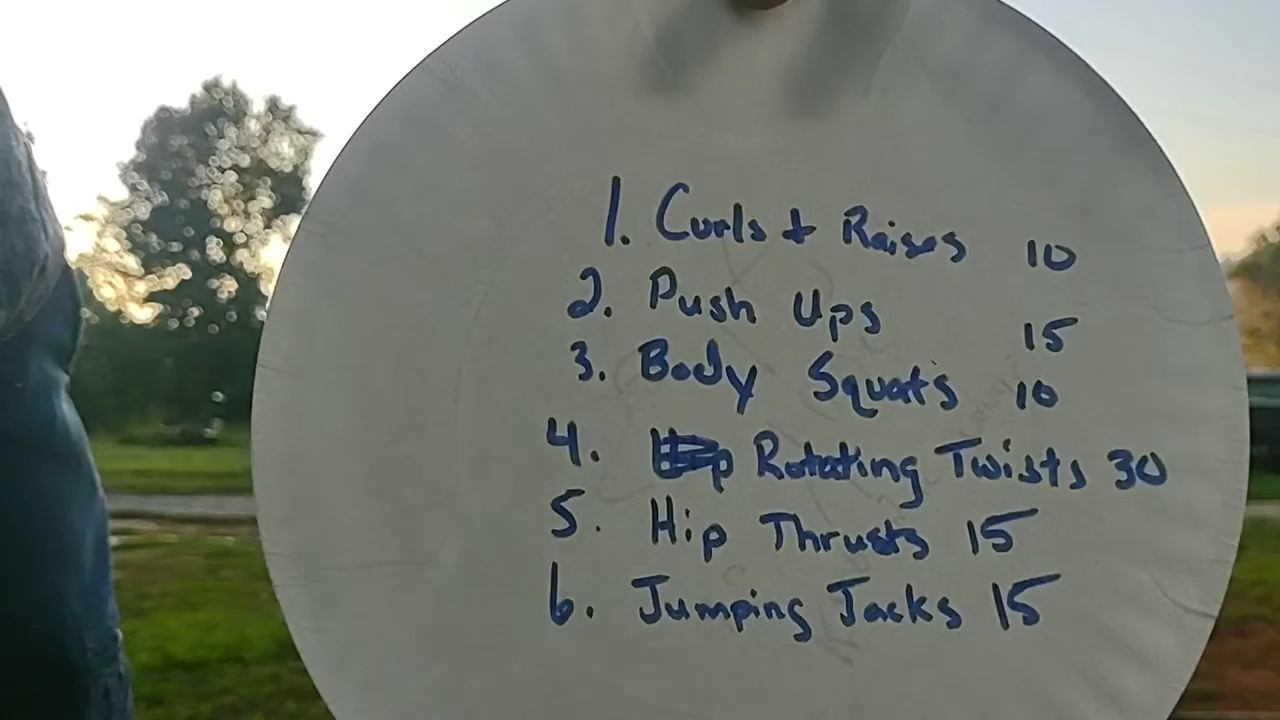 1. Curls + Raises 10
2. Push Ups 15
3. Body Squats 10
4. Rotating Twists 30
5. Hip Thrusts 15
6. Jumping Jacks 15